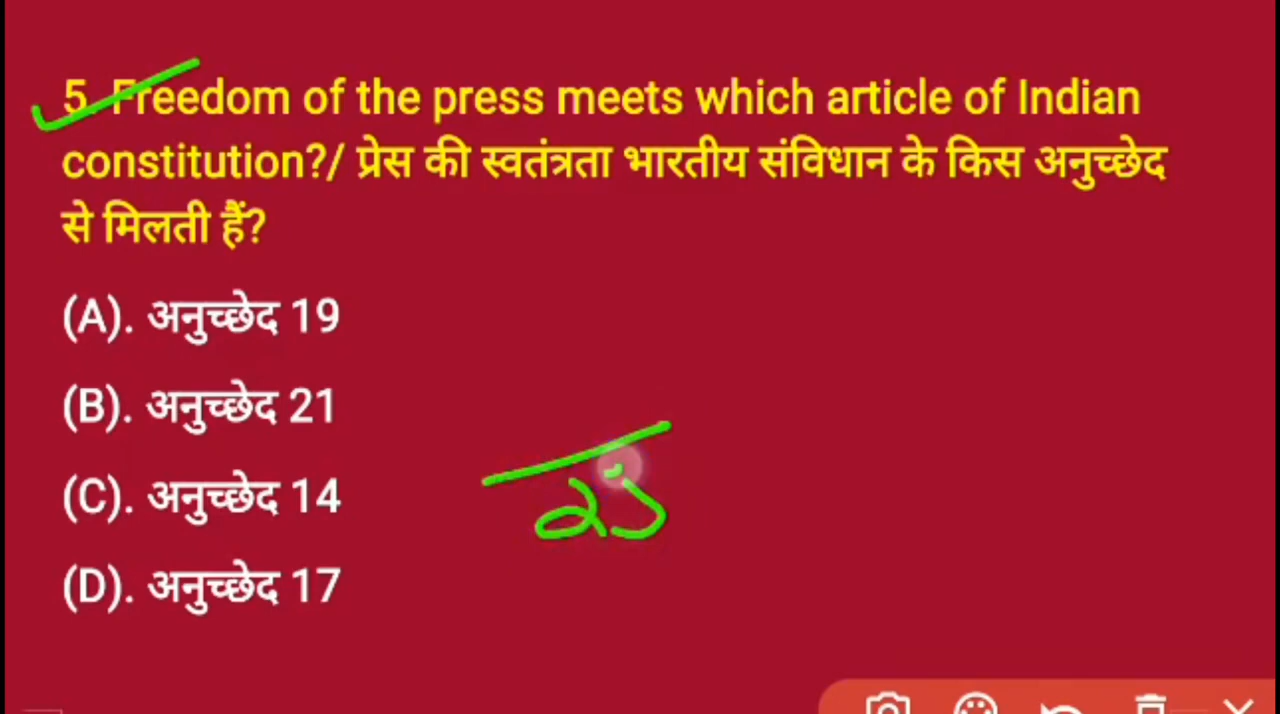 5. Freedom of the press meets which article of Indian
constitution?/ प्रेस की स्वतंत्रता भारतीय संविधान के किस अनुच्छेद
से मिलती हैं?
(A). अनुच्छेद 19
(B). अनुच्छेद 21
(C). अनुच्छेद 14
(D). अनुच्छेद 17